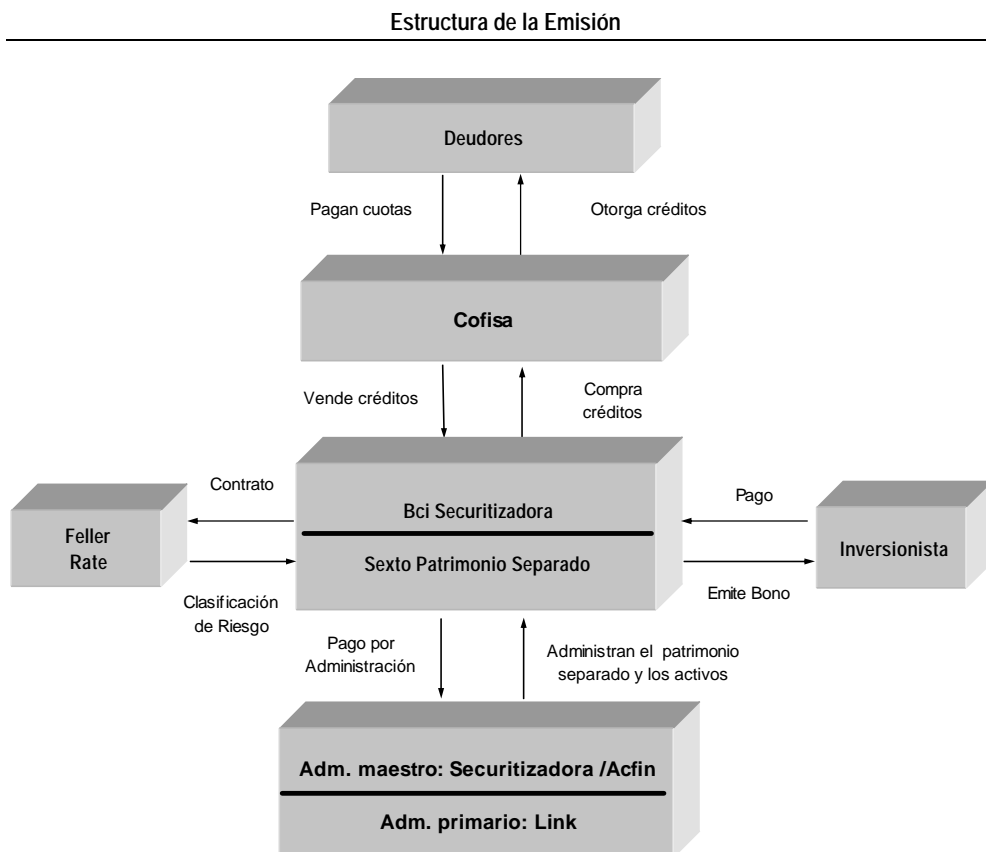 Estructura de la Emisión
Deudores
Pagan cuotas
Otorga créditos
Cofisa
Vende créditos
Compra
créditos
Contrato
Pago
Feller
Rate
Bci Securitizadora
Sexto Patrimonio Separado
Inversionista
Clasificación
de Riesgo
Emite Bono
Pago por
Administración
Administran el patrimonio
separado y los activos
Adm. maestro: Securitizadora /Acfin
Adm. primario: Link